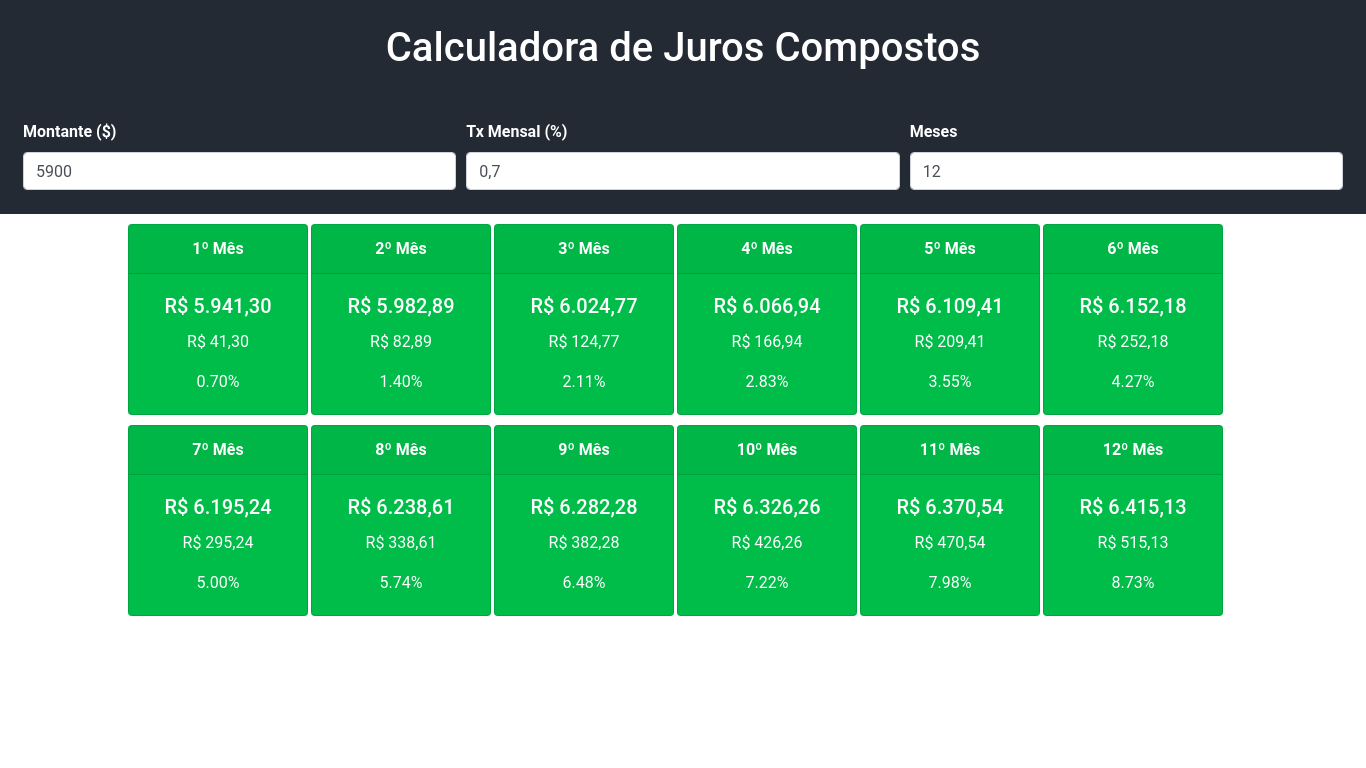 Calculadora de Juros Compostos
Montante ($) Tx Mensal (%) Meses
5900 0,7 12
1º Mês 2º Mês 3º Mês 4º Mês 5º Mês 6º Mês
R$ 5.941,30 R$ 5.982,89 R$ 6.024,77 R$ 6.066,94 R$ 6.109,41 R$ 6.152,18
R$ 41,30 R$ 82,89 R$ 124,77 R$ 166,94 R$ 209,41 R$ 252,18
0.70% 1.40% 2.11% 2.83% 3.55% 4.27%
7º Mês 8º Mês 9º Mês 10º Mês 11º Mês 12º Mês
R$ 6.195,24 R$ 6.238,61 R$ 6.282,28 R$ 6.326,26 R$ 6.370,54 R$ 6.415,13
R$ 295,24 R$ 338,61 R$ 382,28 R$ 426,26 R$ 470,54 R$ 515,13
5.00% 5.74% 6.48% 7.22% 7.98% 8.73%